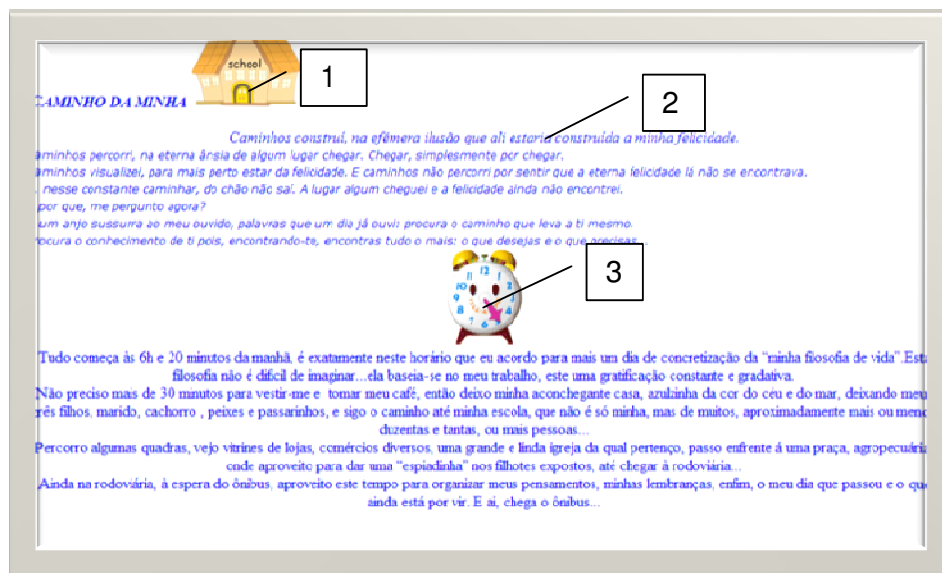 school
1
CAMINHO DA MINHA
2
Caminhos construí, na efêmera ilusão que ali estaria construída a minha felicidade.
aminhos percorri, na eterna ânsia de algum lugar chegar. Chegar, simplesmente por chegar.
aminhos visualizei, para mais perto estar da felicidade. E caminhos não percorri por sentir que a eterna felicidade lá não se encontrava.
nesse constante caminhar, do chão não saí. A lugar algum cheguei e a felicidade ainda não encontrei.
por que, me pergunto agora?
um anjo sussurra ao meu ouvido, palavras que um dia já ouvi: procura o caminho que leva a ti mesmo.
rocura o conhecimento de ti pois, encontrando-te, encontras tudo o mais: o que desejas e o que precisas...
3
Tudo começa às 6h e 20 minutos da manhã, é exatamente neste horário que eu acordo para mais um dia de concretização da "minha fiosofia de vida".Est
filosofia não é difícil de imaginar...ela baseia-se no meu trabalho, este uma gratificação constante e gradativa.
Não preciso mais de 30 minutos para vestir-me e tomar meu café, então deixo minha aconchegante casa, azulzinha da cor do céu e do mar, deixando meu
rês filhos, marido, cachorro , peixes e passarinhos, e sigo o caminho até minha escola, que não é só minha, mas de muitos, aproximadamente mais ou meno
duzentas e tantas, ou mais pessoas...
Percorro algumas quadras, vejo vitrines de lojas, comércios diversos, uma grande e linda igreja da qual pertenço, passo enfrente á uma praça, agropecuária
onde aproveito para dar uma "espiadinha" nos filhotes expostos, até chegar à rodoviária...
Ainda na rodoviária, à espera do ônibus, aproveito este tempo para organizar meus pensamentos, minhas lembranças, enfim, o meu dia que passou e o que
ainda está por vir. E aí, chega o ônibus...